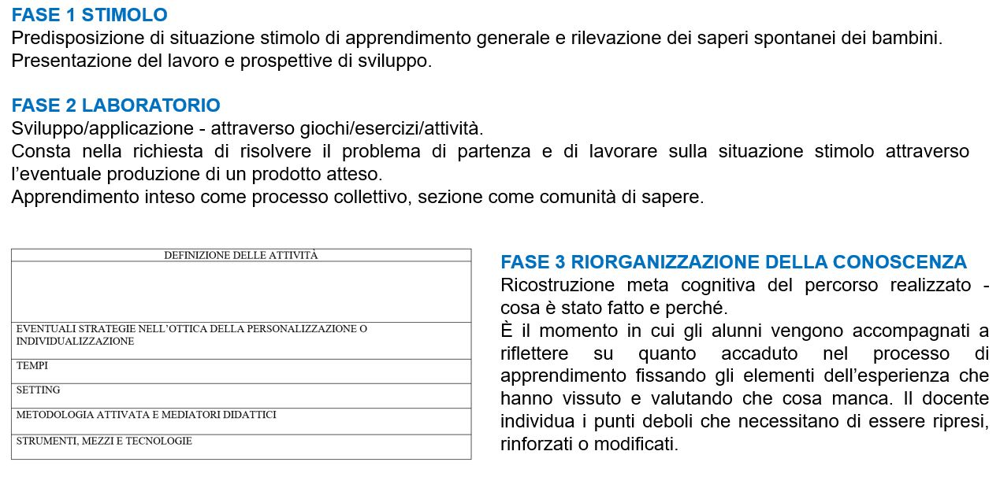 FASE 1 STIMOLO
Predisposizione di situazione stimolo di apprendimento generale e rilevazione dei saperi spontanei dei bambini.
Presentazione del lavoro e prospettive di sviluppo.
FASE 2 LABORATORIO
Sviluppo/applicazione - attraverso giochi/esercizi/attività.
Consta nella richiesta di risolvere il problema di partenza e di lavorare sulla situazione stimolo attraverso
l’eventuale produzione di un prodotto atteso.
Apprendimento inteso come processo collettivo, sezione come comunità di sapere.
DEFINIZIONE DELLE ATTIVITÀ
EVENTUALI STRATEGIE NELL’OTTICA DELLA PERSONALIZZAZIONE O
INDIVIDUALIZZAZIONE
TEMPI
SETTING
METODOLOGIA ATTIVATA E MEDIATORI DIDATTICI
STRUMENTI, MEZZI E TECNOLOGIE
FASE 3 RIORGANIZZAZIONE DELLA CONOSCENZA
Ricostruzione meta cognitiva del percorso realizzato -
cosa è stato fatto e perché.
È il momento in cui gli alunni vengono accompagnati a
riflettere su quanto accaduto nel processo di
apprendimento fissando gli elementi dell’esperienza che
hanno vissuto e valutando che cosa manca. Il docente
individua i punti deboli che necessitano di essere ripresi,
rinforzati o modificati.